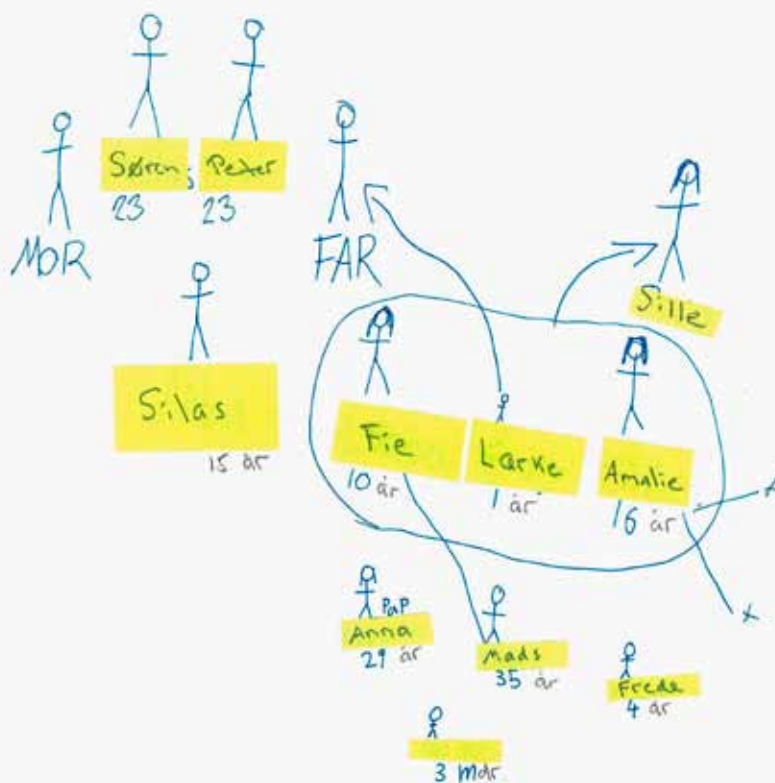 Søren, Peter
23 23
MOR
FAR
Sille
Silas
15 år
Fie
10 år
Lærke
1 år
Amalie
16 år
x
PaP
Anna
29 år
Mads
35 år
Frede
4 år
3 mdr